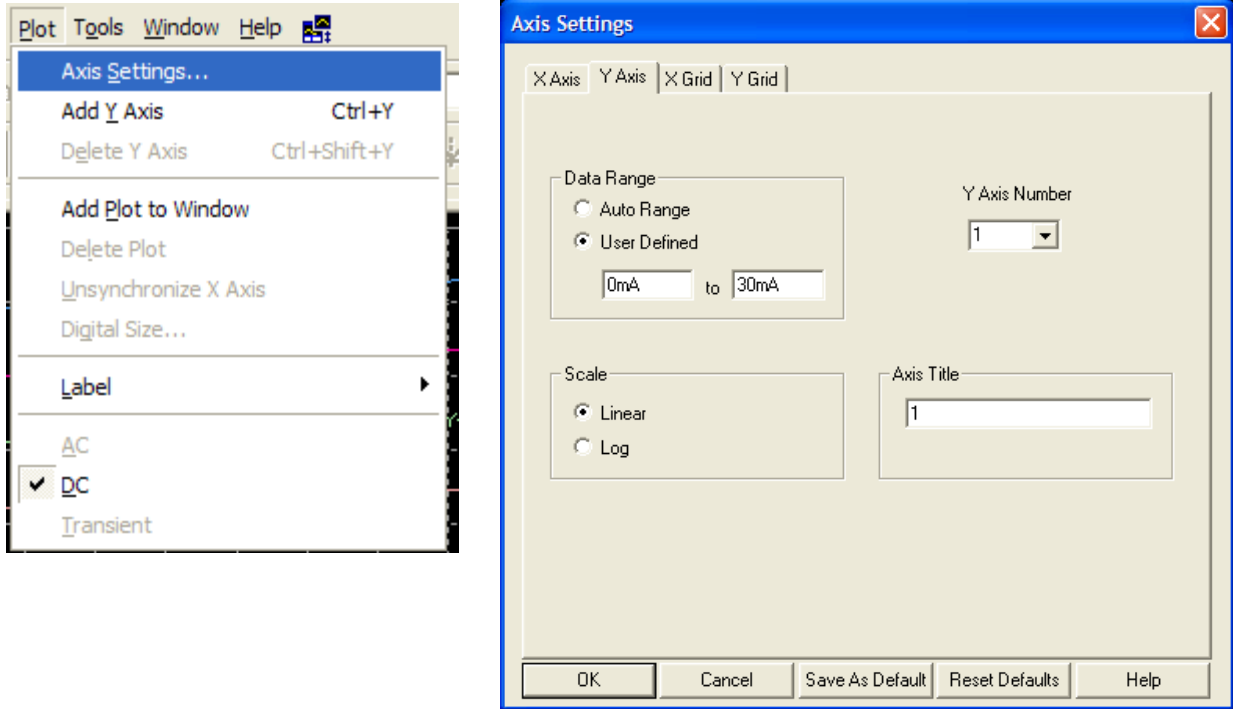 Plot Tools Window Help
Axis Settings...
Add Y Axis Ctrl+Y
Delete Y Axis Ctrl+Shift+Y
Add Plot to Window
Delete Plot
Unsynchronize X Axis
Digital Size...
Label
AC
DC
Transient
Axis Settings
X Axis Y Axis X Grid Y Grid
Data Range
Auto Range
User Defined
0mA to 30mA
Y Axis Number
1
Scale
Linear
Log
Axis Title
1
OK Cancel Save As Default Reset Defaults Help